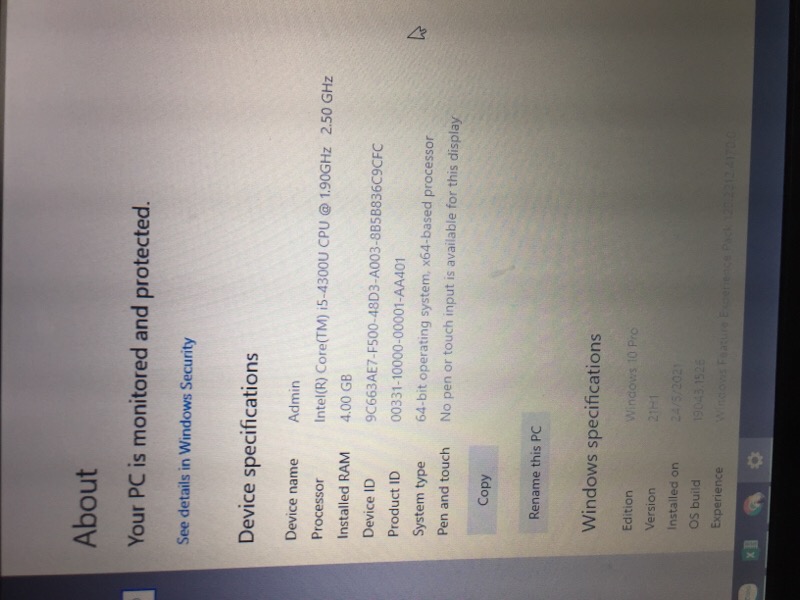 About
Your PC is monitored and protected.
See details in Windows Security
Device specifications
Device name Admin
Processor Intel(R) Core(TM) i5-4300U CPU @ 1.90GHz 2.50 GHz
Installed RAM 4.00 GB
Device ID 9C663AE7-F500-48D3-A003-8B5B836C9CFC
Product ID 00331-10000-00001-AA401
System type 64-bit operating system, x64-based processor
Pen and touch No pen or touch input is available for this display
Copy
Rename this PC
Windows specifications
Edition Windows 10 Pro
Version 21H1
Installed on 24/5/2021
OS build 19043.1526
Experience Windows Feature Experience Pack